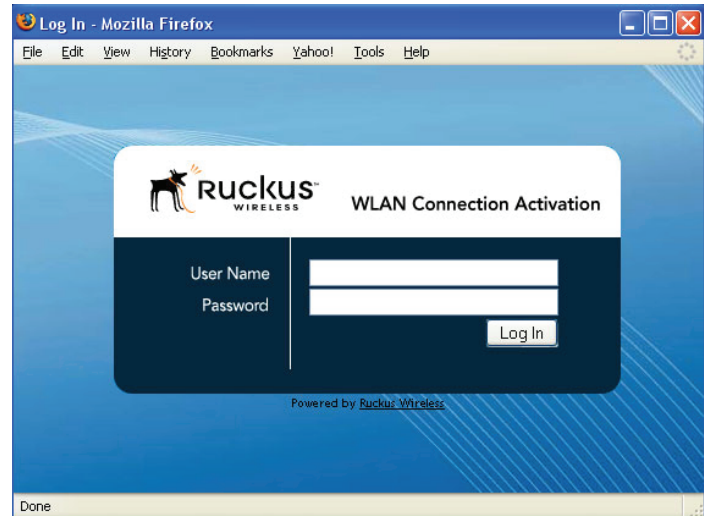 Log In - Mozilla Firefox
File Edit View History Bookmarks Yahoo! Tools Help
Ruckus™
WIRELESS
WLAN Connection Activation
User Name
Password
Log In
Powered by Ruckus Wireless
Done